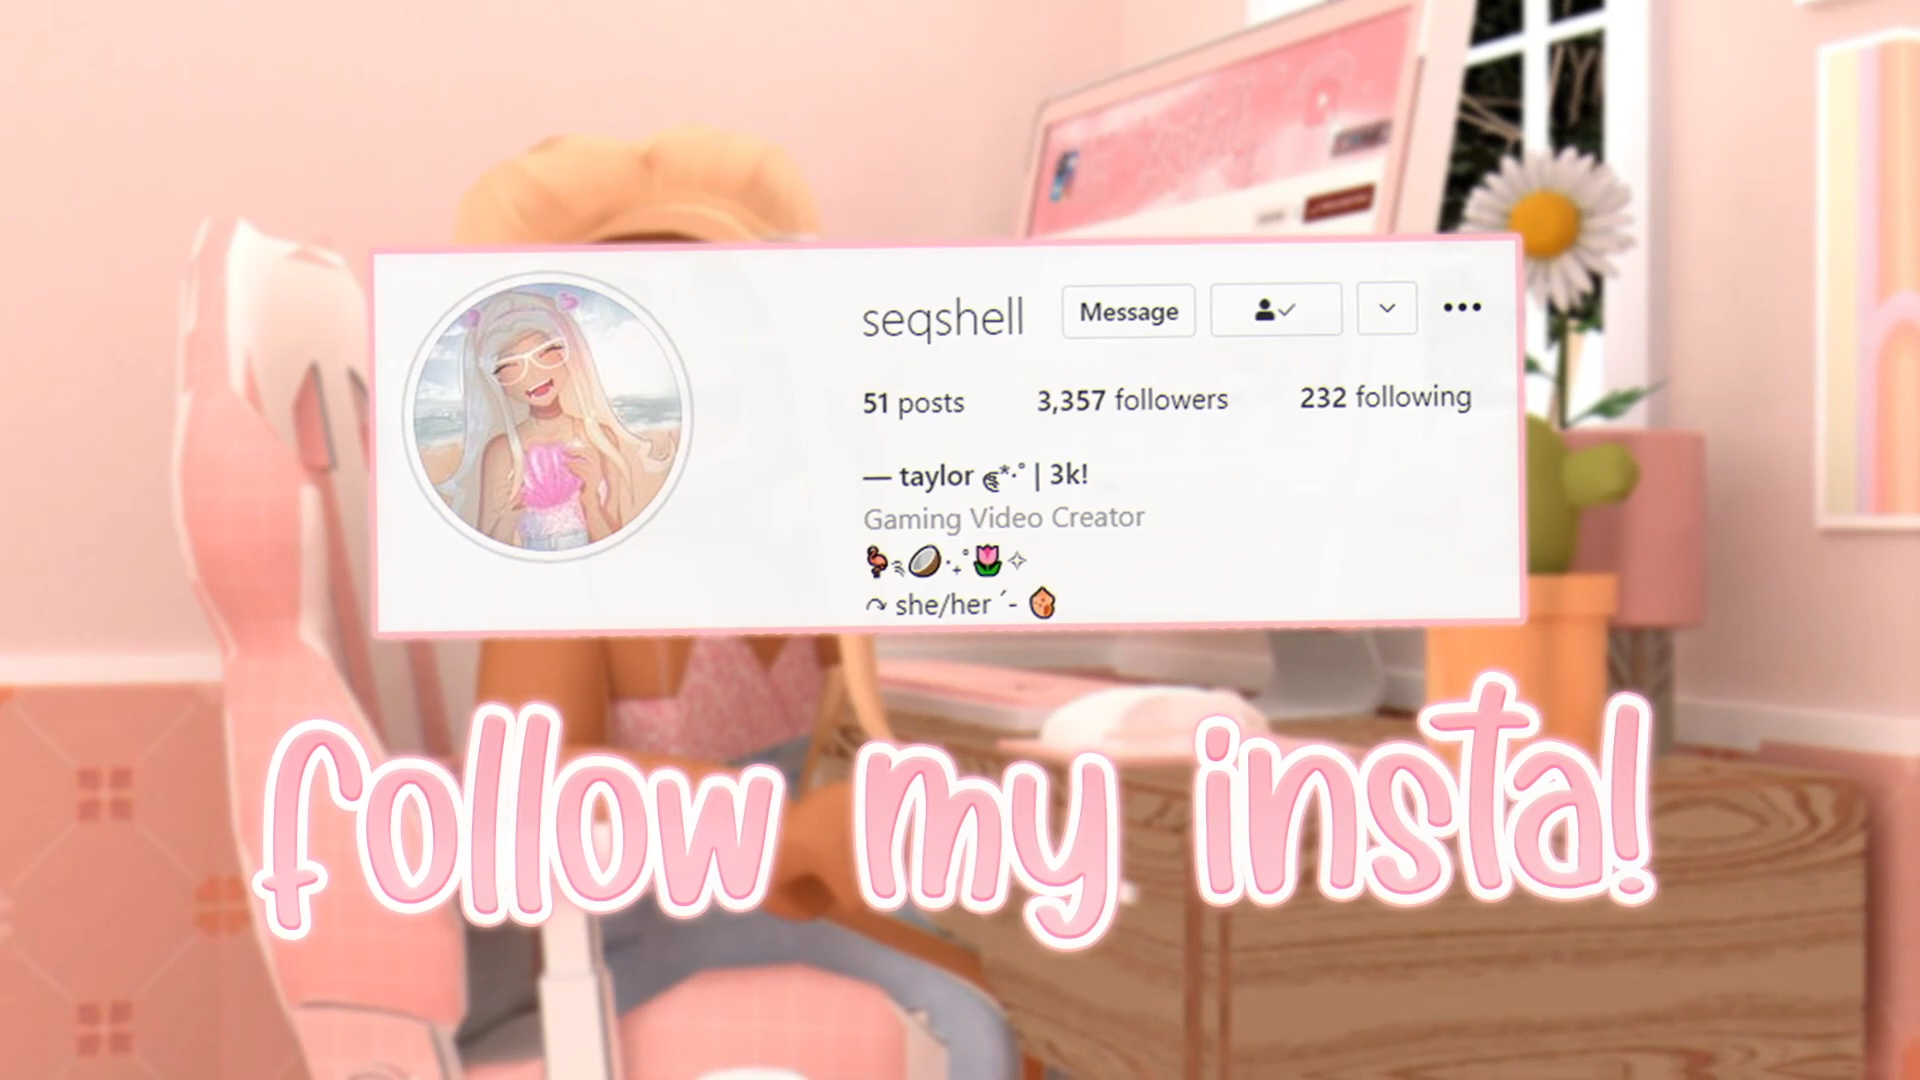 seqshell Message
51 posts 3,357 followers 232 following
— taylor ၄*·˚ | 3k!
Gaming Video Creator
🦩༄🥥‧₊˚🌷✧
↷ she/her ´- 🥔
follow my insta!